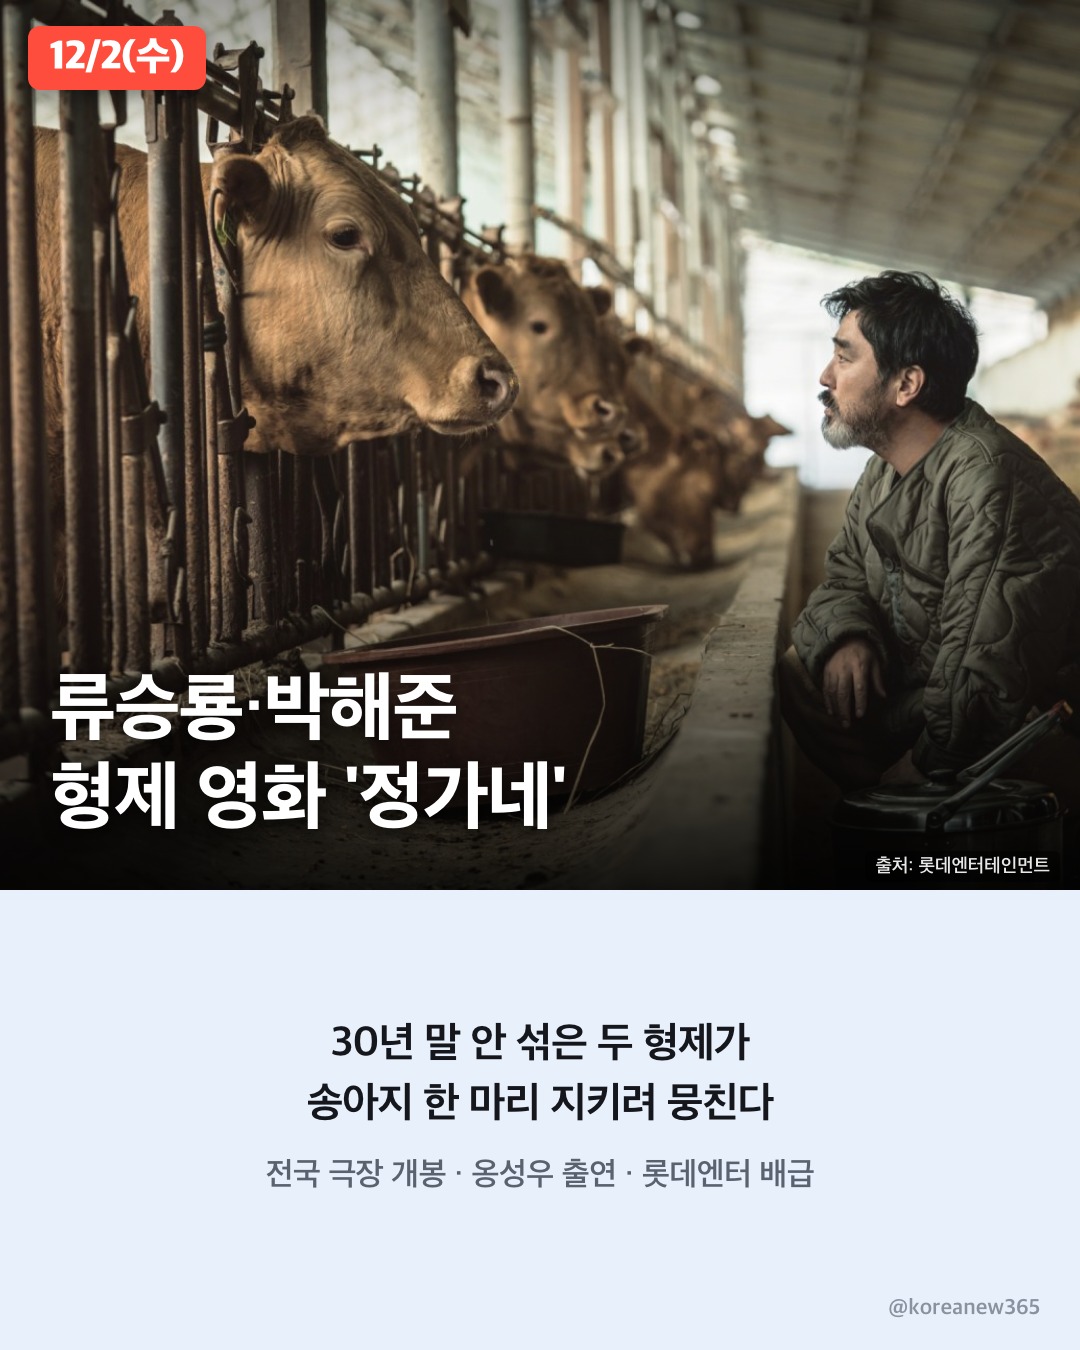 12/2(수)
류승룡·박해준
형제 영화 '정가네'
출처: 롯데엔터테인먼트
30년 말 안 섞은 두 형제가
송아지 한 마리 지키려 뭉친다
전국 극장 개봉 · 옹성우 출연 · 롯데엔터 배급
@koreanew365